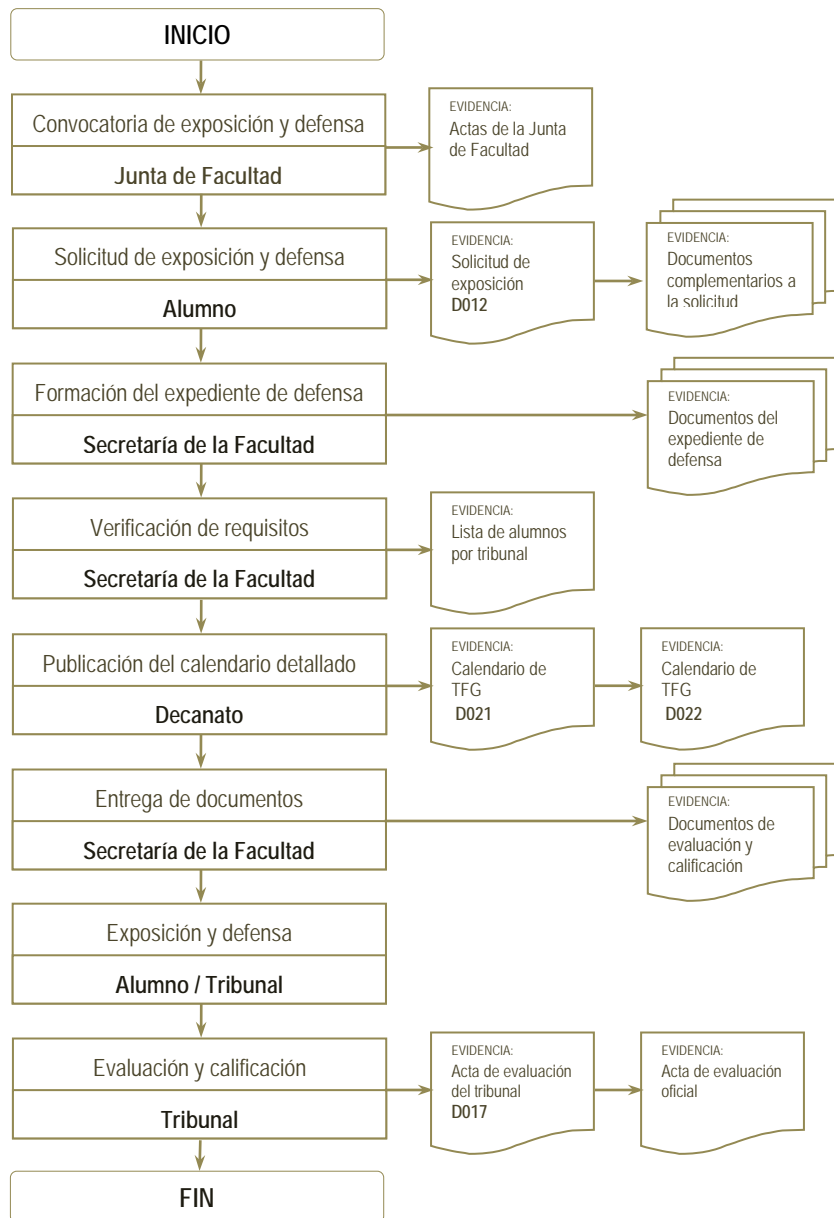 INICIO
Convocatoria de exposición y defensa
Junta de Facultad
EVIDENCIA:
Actas de la Junta
de Facultad
Solicitud de exposición y defensa
Alumno
EVIDENCIA:
Solicitud de
exposición
D012
EVIDENCIA:
Documentos
complementarios a
la solicitud
Formación del expediente de defensa
Secretaría de la Facultad
EVIDENCIA:
Documentos del
expediente de
defensa
Verificación de requisitos
Secretaría de la Facultad
EVIDENCIA:
Lista de alumnos
por tribunal
Publicación del calendario detallado
Decanato
EVIDENCIA:
Calendario de
TFG
D021
EVIDENCIA:
Calendario de
TFG
D022
Entrega de documentos
Secretaría de la Facultad
EVIDENCIA:
Documentos de
evaluación y
calificación
Exposición y defensa
Alumno / Tribunal
Evaluación y calificación
Tribunal
EVIDENCIA:
Acta de evaluación
del tribunal
D017
EVIDENCIA:
Acta de evaluación
oficial
FIN